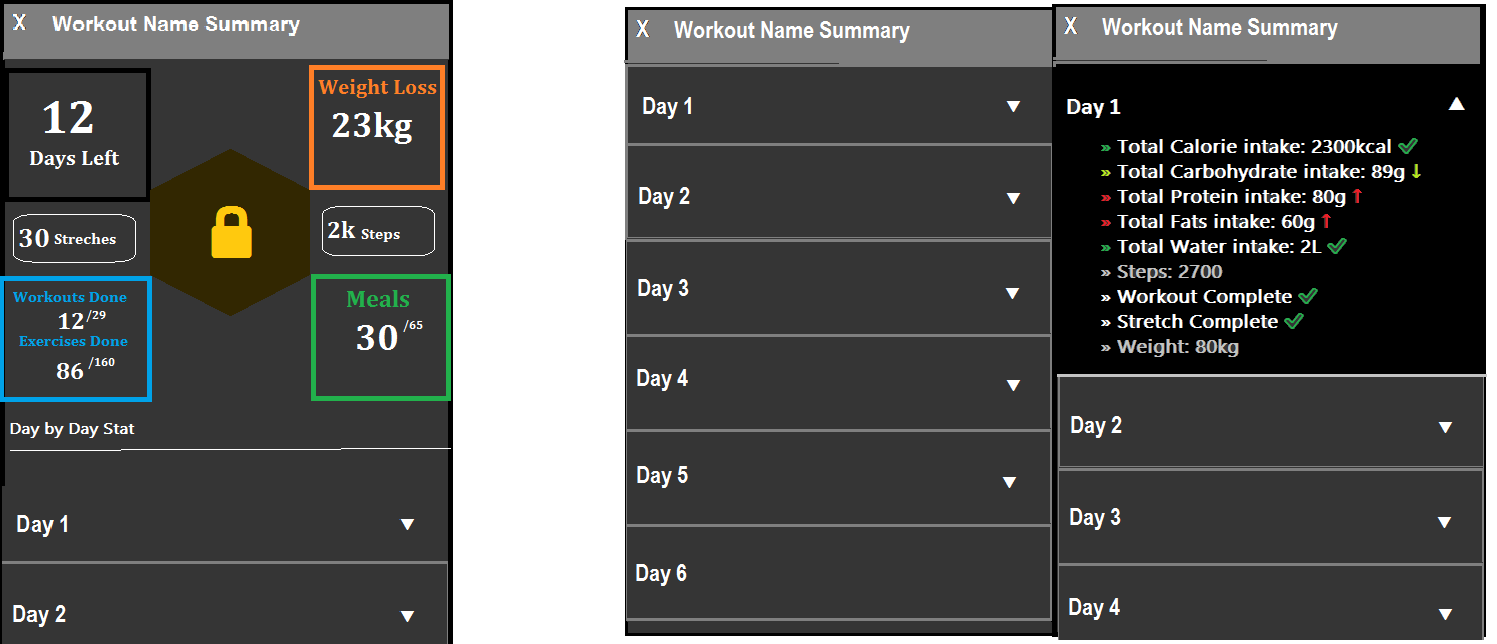 X Workout Name Summary
12
Days Left
Weight Loss
23kg
30 Streches
2k Steps
Workouts Done
12/29
Exercises Done
86/160
Meals
30/65
Day by Day Stat
Day 1
Day 2
X Workout Name Summary
Day 1
Day 2
Day 3
Day 4
Day 5
Day 6
X Workout Name Summary
Day 1
» Total Calorie intake: 2300kcal
» Total Carbohydrate intake: 89g
» Total Protein intake: 80g
» Total Fats intake: 60g
» Total Water intake: 2L
» Steps: 2700
» Workout Complete
» Stretch Complete
» Weight: 80kg
Day 2
Day 3
Day 4